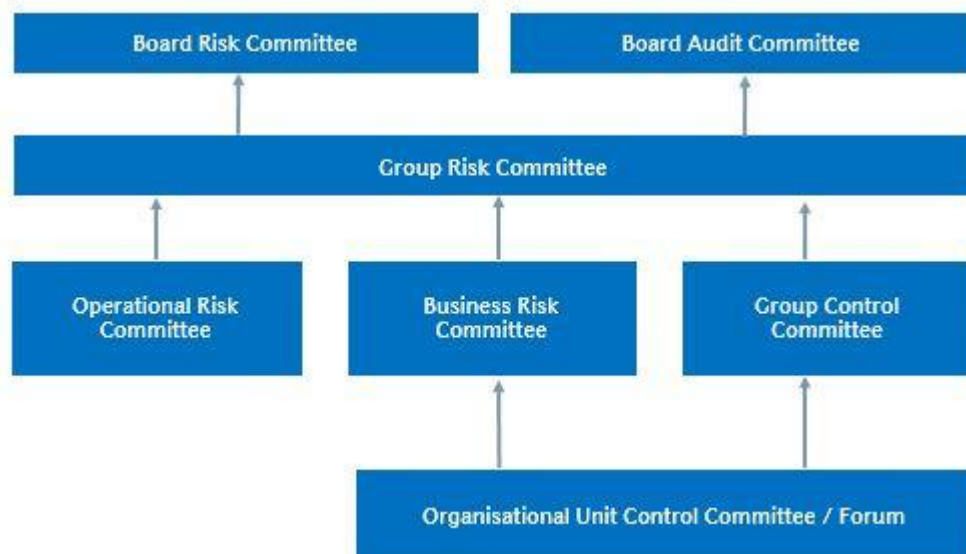 Board Risk Committee
Board Audit Committee
Group Risk Committee
Operational Risk
Committee
Business Risk
Committee
Group Control
Committee
Organisational Unit Control Committee / Forum